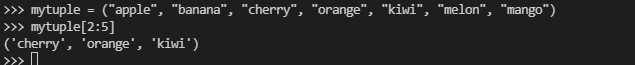 >>> mytuple = ("apple", "banana", "cherry", "orange", "kiwi", "melon", "mango")
>>> mytuple[2:5]
('cherry', 'orange', 'kiwi')
>>>